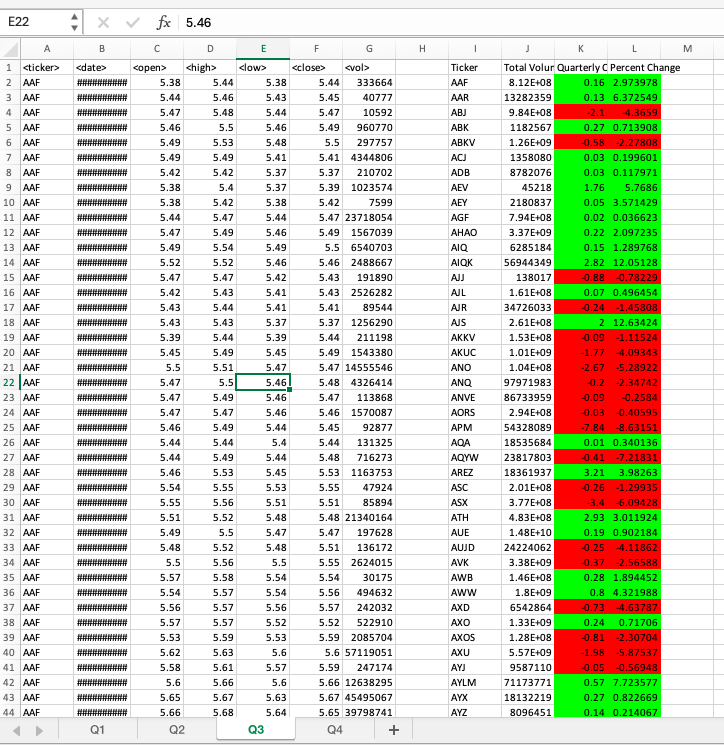 E22 fx 5.46
A B C D E F G H I J K L M
1 <ticker> <date> <open> <high> <low> <close> <vol> Ticker Total Volur Quarterly C Percent Change
2 AAF ########## 5.38 5.44 5.38 5.44 333664 AAF 8.12E+08 0.16 2.973978
3 AAF ########## 5.44 5.46 5.43 5.45 40777 AAR 13282359 0.13 6.372549
4 AAF ########## 5.47 5.48 5.44 5.47 10592 ABJ 9.84E+08 -2.1 -4.3659
5 AAF ########## 5.46 5.5 5.46 5.49 960770 ABK 1182567 0.27 0.713908
6 AAF ########## 5.49 5.53 5.48 5.5 297757 ABKV 1.26E+09 -0.58 -2.27808
7 AAF ########## 5.49 5.49 5.41 5.41 4344806 ACJ 1358080 0.03 0.199601
8 AAF ########## 5.42 5.42 5.37 5.37 210702 ADB 8782076 0.03 0.117971
9 AAF ########## 5.38 5.4 5.37 5.39 1023574 AEV 45218 1.76 5.7686
10 AAF ########## 5.38 5.42 5.38 5.42 7599 AEY 2180837 0.05 3.571429
11 AAF ########## 5.44 5.47 5.44 5.47 23718054 AGF 7.94E+08 0.02 0.036623
12 AAF ########## 5.47 5.49 5.46 5.49 1567039 AHAO 3.37E+09 0.22 2.097235
13 AAF ########## 5.49 5.54 5.49 5.5 6540703 AIQ 6285184 0.15 1.289768
14 AAF ########## 5.52 5.52 5.46 5.46 2488667 AIQK 56944349 2.82 12.05128
15 AAF ########## 5.47 5.47 5.42 5.43 191890 AJJ 138017 -0.88 -0.78229
16 AAF ########## 5.42 5.43 5.41 5.43 2526282 AJL 1.61E+08 0.07 0.496454
17 AAF ########## 5.43 5.44 5.41 5.41 89544 AJR 34726033 -0.24 -1.45808
18 AAF ########## 5.43 5.43 5.37 5.37 1256290 AJS 2.61E+08 2 12.63424
19 AAF ########## 5.39 5.44 5.39 5.44 211198 AKKV 1.53E+08 -0.09 -1.11524
20 AAF ########## 5.45 5.49 5.45 5.49 1543380 AKUC 1.01E+09 -1.77 -4.09343
21 AAF ########## 5.5 5.51 5.47 5.47 14555546 ANO 1.04E+08 -2.67 -5.28922
22 AAF ########## 5.47 5.5 5.46 5.48 4326414 ANQ 97971983 -0.2 -2.34742
23 AAF ########## 5.47 5.49 5.46 5.47 113868 ANVE 86733959 -0.09 -0.2584
24 AAF ########## 5.47 5.47 5.46 5.46 1570087 AORS 2.94E+08 -0.03 -0.40595
25 AAF ########## 5.46 5.49 5.44 5.45 92877 APM 54328089 -7.84 -8.63151
26 AAF ########## 5.44 5.44 5.4 5.44 131325 AQA 18535684 0.01 0.340136
27 AAF ########## 5.44 5.49 5.44 5.48 716273 AQYW 23817803 -0.41 -7.21831
28 AAF ########## 5.46 5.53 5.45 5.53 1163753 AREZ 18361937 3.21 3.98263
29 AAF ########## 5.54 5.55 5.53 5.55 47924 ASC 2.01E+08 -0.26 -1.29935
30 AAF ########## 5.55 5.56 5.51 5.51 85894 ASX 3.77E+08 -3.4 -6.09428
31 AAF ########## 5.51 5.52 5.48 5.48 21340164 ATH 4.83E+08 2.93 3.011924
32 AAF ########## 5.49 5.5 5.47 5.47 197628 AUE 1.48E+10 0.19 0.902184
33 AAF ########## 5.48 5.52 5.48 5.51 136172 AUJD 24224062 -0.25 -4.11862
34 AAF ########## 5.5 5.56 5.5 5.55 2624015 AVK 3.38E+09 -0.37 -2.56588
35 AAF ########## 5.57 5.58 5.54 5.54 30175 AWB 1.46E+08 0.28 1.894452
36 AAF ########## 5.54 5.57 5.54 5.56 494632 AWW 1.8E+09 0.8 4.321988
37 AAF ########## 5.56 5.57 5.56 5.57 242032 AXD 6542864 -0.73 -4.63787
38 AAF ########## 5.57 5.57 5.52 5.52 522910 AXO 1.33E+09 0.24 0.71706
39 AAF ########## 5.53 5.59 5.53 5.59 2085704 AXOS 1.28E+08 -0.81 -2.30704
40 AAF ########## 5.62 5.63 5.6 5.6 57119051 AXU 5.57E+09 -1.98 -5.87537
41 AAF ########## 5.58 5.61 5.57 5.59 247174 AYJ 9587110 -0.05 -0.56948
42 AAF ########## 5.6 5.66 5.6 5.66 12638295 AYLM 71173771 0.57 7.723577
43 AAF ########## 5.65 5.67 5.63 5.67 45495067 AYX 18132219 0.27 0.822669
44 AAF ########## 5.66 5.68 5.64 5.65 39798741 AYZ 8096451 0.14 0.214067
Q1 Q2 Q3 Q4 +